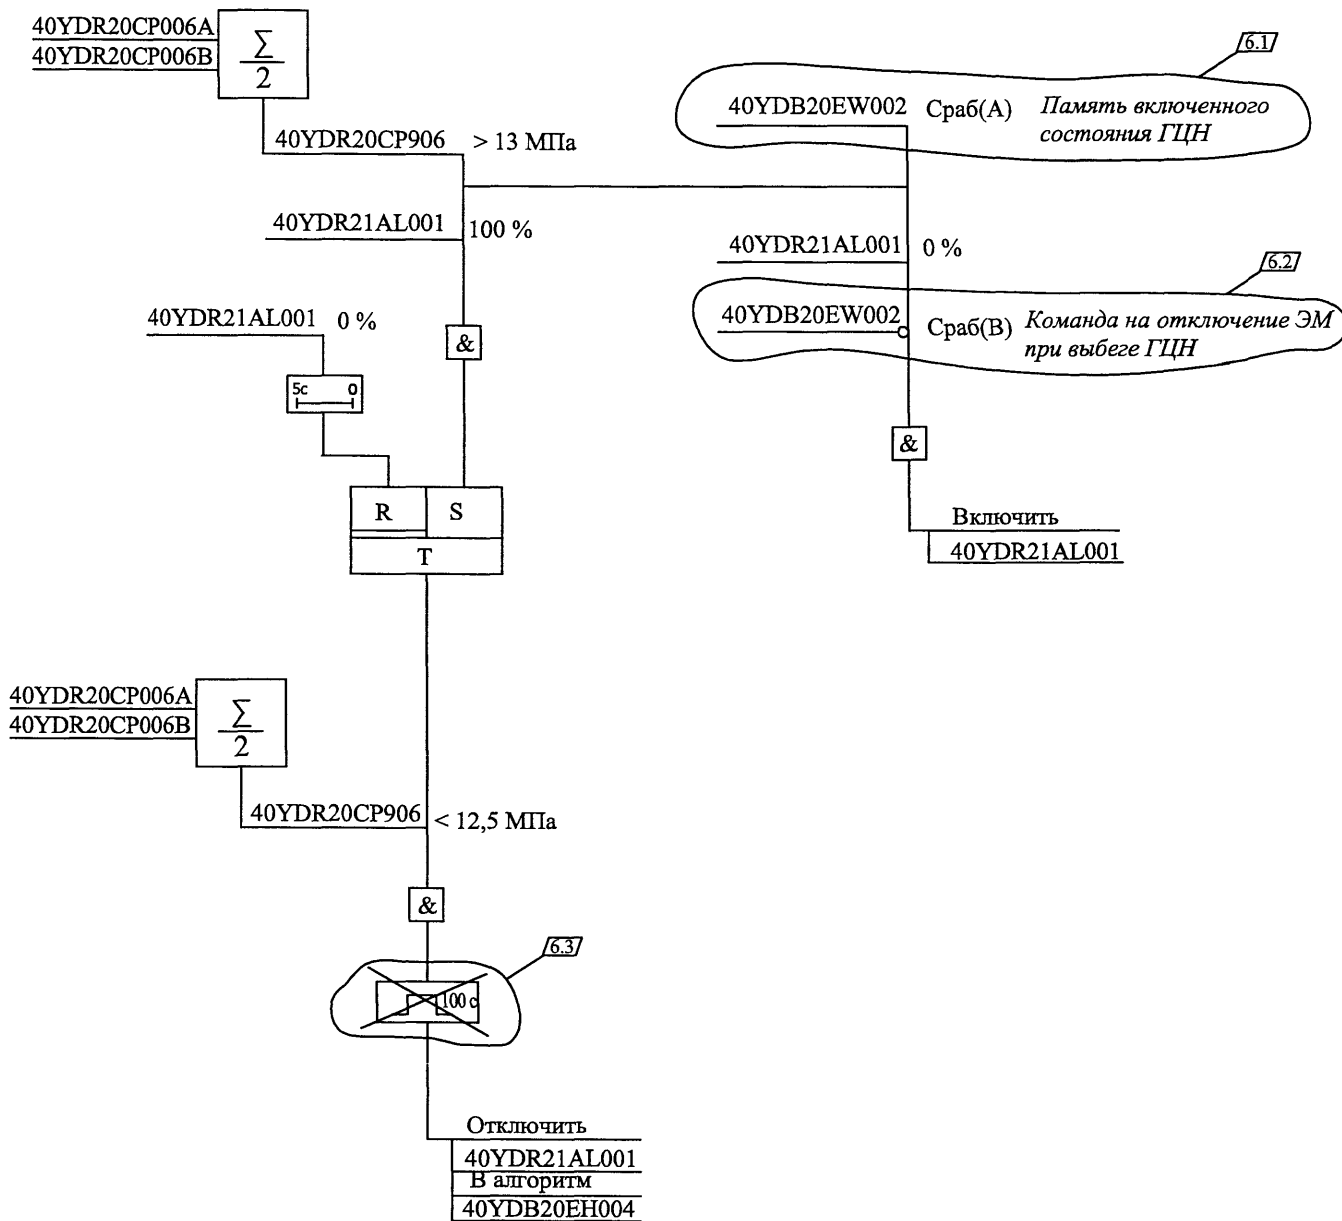 40YDR20CP006A
40YDR20CP006B
Σ
2
40YDR20CP906 > 13 МПа
40YDR21AL001 100 %
40YDR21AL001 0 %
5с 0
&
R S
T
40YDR20CP006A
40YDR20CP006B
Σ
2
40YDR20CP906 < 12,5 МПа
&
6.3
100 с
Отключить
40YDR21AL001
В алгоритм
40YDB20EH004
6.1
40YDB20EW002 Сраб(А) Память включенного
состояния ГЦН
40YDR21AL001 0 %
6.2
40YDB20EW002 Сраб(В) Команда на отключение ЭМ
при выбеге ГЦН
&
Включить
40YDR21AL001